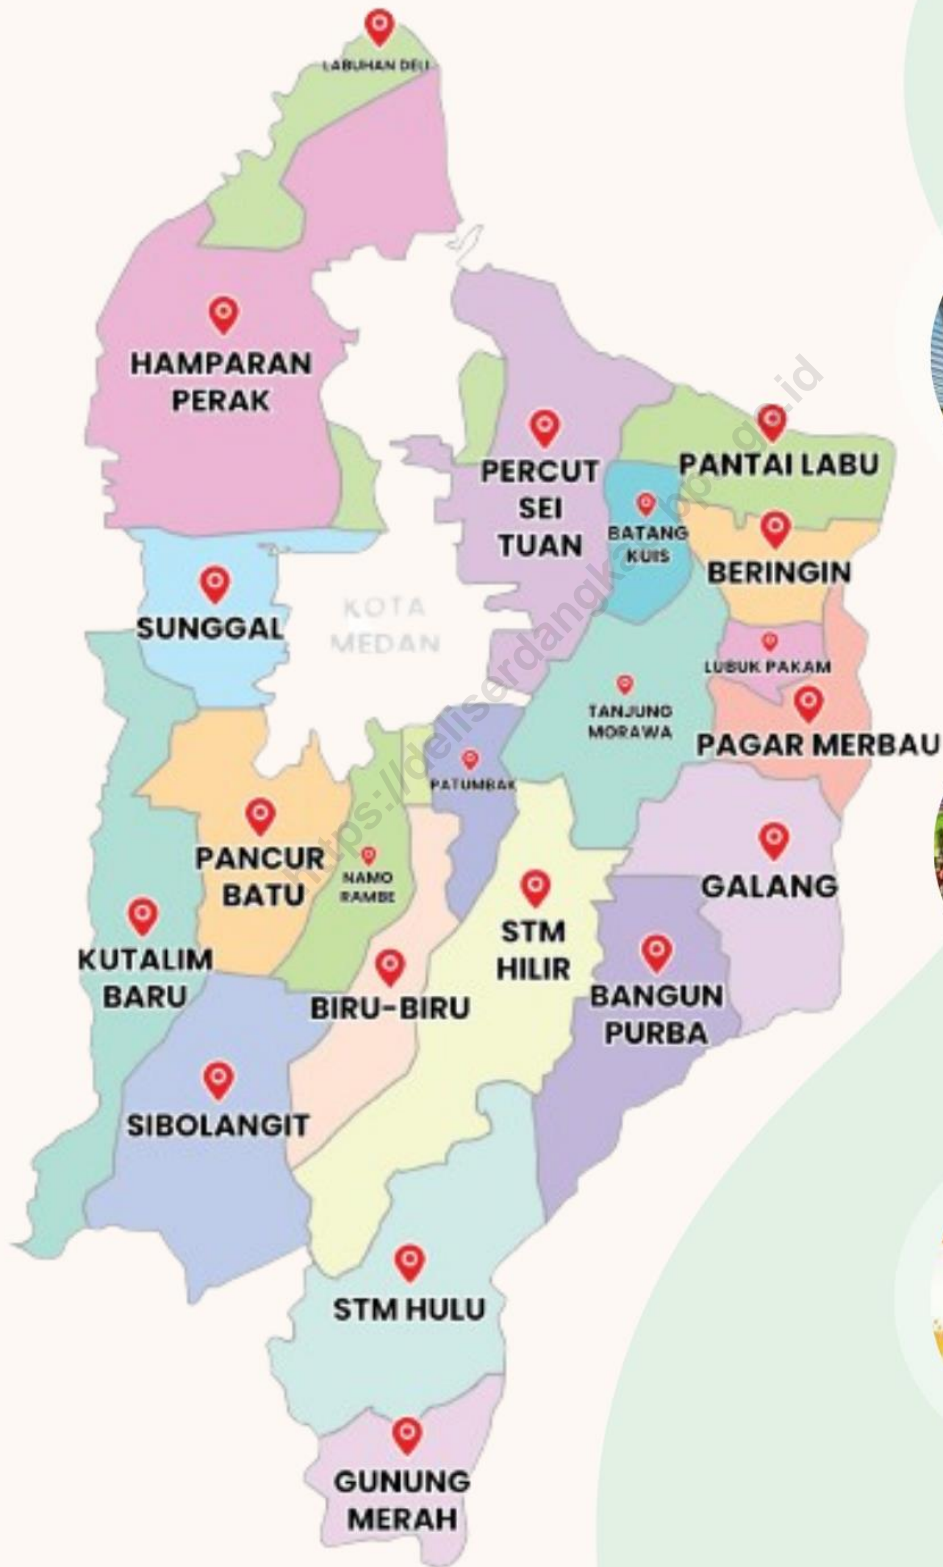 LABUHAN DELI
HAMPARAN
PERAK
PERCUT
SEI
TUAN
PANTAI LABU
BATANG
KUIS
BERINGIN
SUNGGAL
KOTA
MEDAN
LUBUK PAKAM
TANJUNG
MORAWA
PAGAR MERBAU
PATUMBAK
PANCUR
BATU
NAMO
RAMBE
GALANG
STM
HILIR
KUTALIM
BARU
BIRU-BIRU
BANGUN
PURBA
SIBOLANGIT
STM HULU
GUNUNG
MERAH